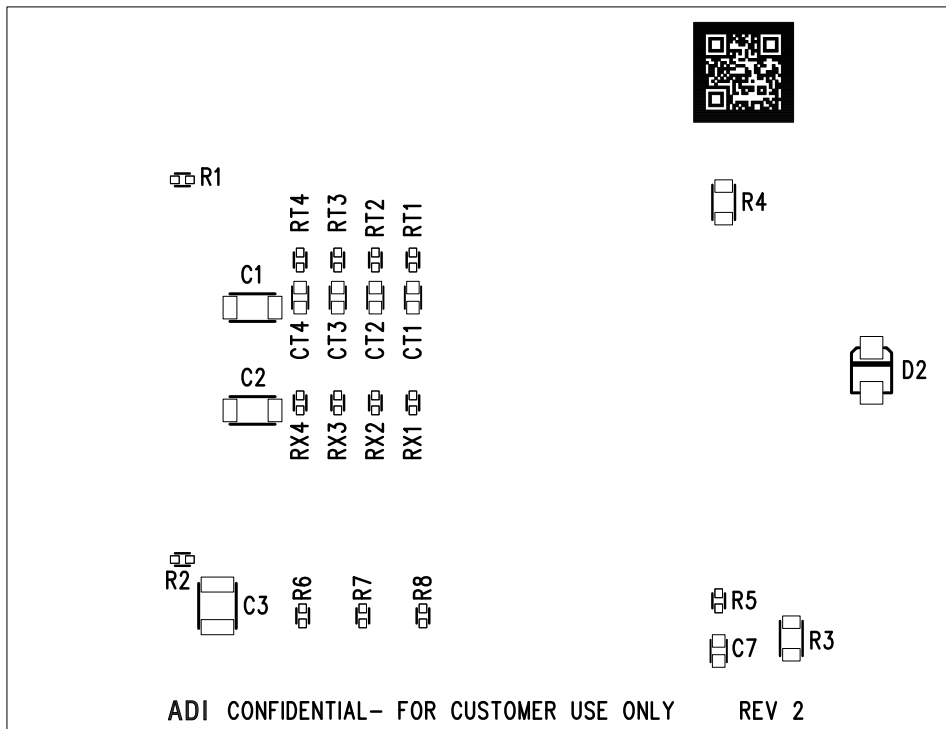 R1
RT4 RT3 RT2 RT1
R4
C1
CT4 CT3 CT2 CT1
D2
C2
RX4 RX3 RX2 RX1
R2
C3
R6 R7 R8
R5
C7
R3
ADI CONFIDENTIAL- FOR CUSTOMER USE ONLY REV 2